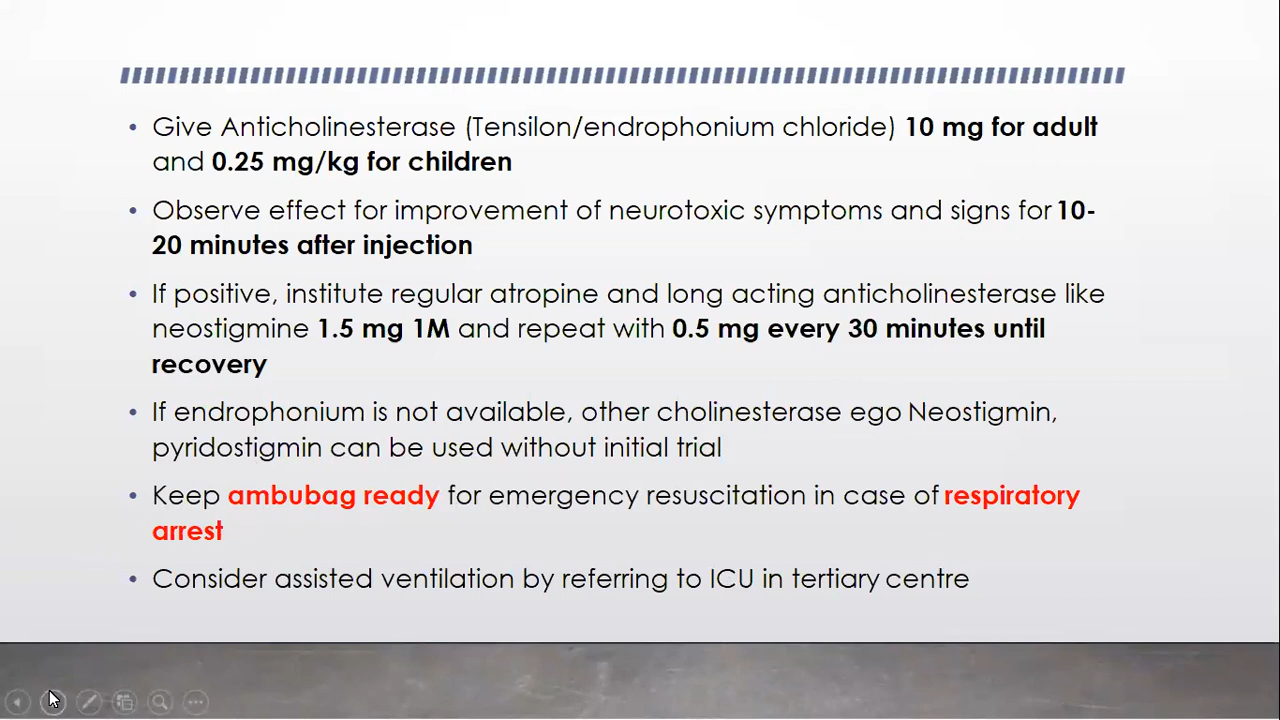 • Give Anticholinesterase (Tensilon/endrophonium chloride) 10 mg for adult
and 0.25 mg/kg for children
• Observe effect for improvement of neurotoxic symptoms and signs for 10-
20 minutes after injection
• If positive, institute regular atropine and long acting anticholinesterase like
neostigmine 1.5 mg 1M and repeat with 0.5 mg every 30 minutes until
recovery
• If endrophonium is not available, other cholinesterase ego Neostigmin,
pyridostigmin can be used without initial trial
• Keep ambubag ready for emergency resuscitation in case of respiratory
arrest
• Consider assisted ventilation by referring to ICU in tertiary centre